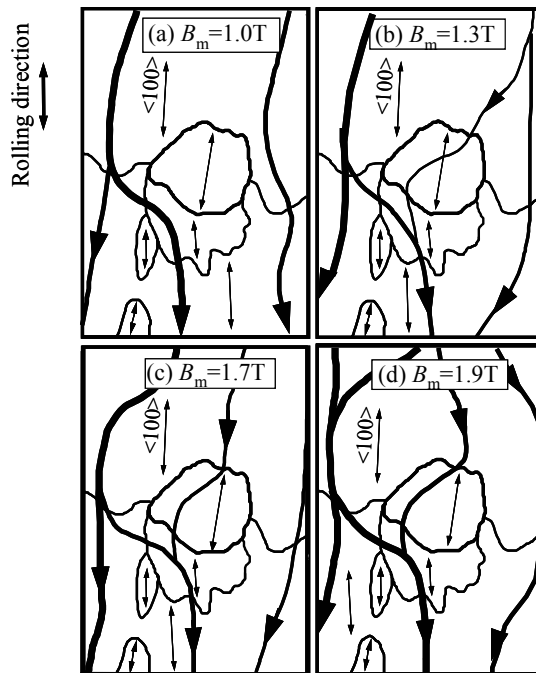 Rolling direction
(a) Bm=1.0T
<100>
(b) Bm=1.3T
<100>
(c) Bm=1.7T
<100>
(d) Bm=1.9T
<100>